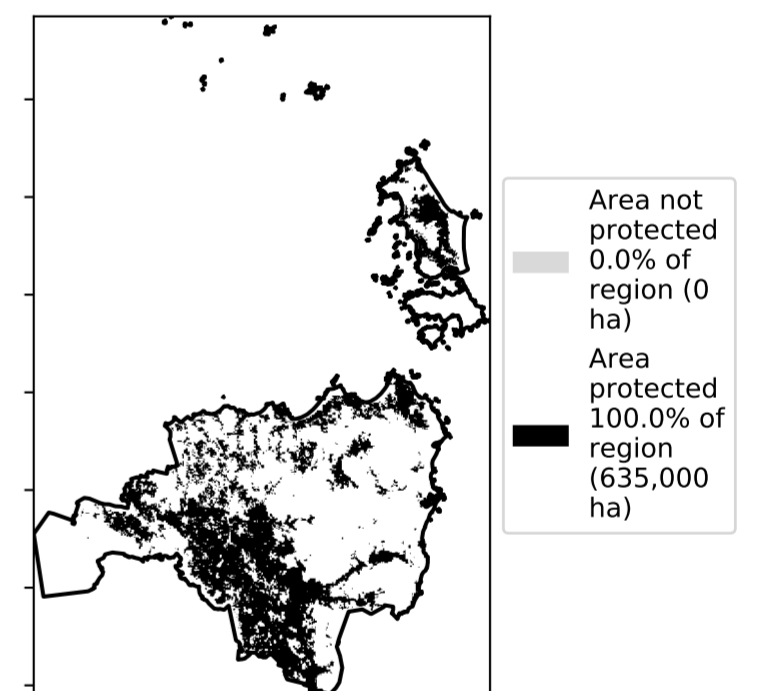 Area not
protected
0.0% of
region (0
ha)
Area
protected
100.0% of
region
(635,000
ha)